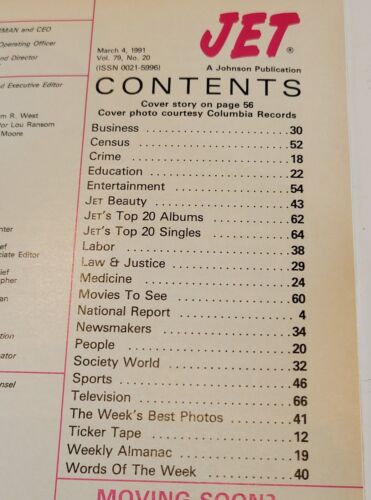 RMAN and CEO
Operating Officer
and Director
d Executive Editor
m R. West
for Lou Ransom
Moore
nter
ef
ciate Editor
ief
pher
an
tion
ator
nsel
JET®
March 4, 1991
Vol. 79, No. 20
(ISSN 0021-5996)
A Johnson Publication
CONTENTS
Cover story on page 56
Cover photo courtesy Columbia Records
Business . . . . . . . . . . . . . . . . . . . 30
Census . . . . . . . . . . . . . . . . . . . . 52
Crime . . . . . . . . . . . . . . . . . . . . . 18
Education . . . . . . . . . . . . . . . . . . 22
Entertainment . . . . . . . . . . . . . . . 54
JET Beauty . . . . . . . . . . . . . . . . . 43
JET's Top 20 Albums . . . . . . . . . . 62
JET's Top 20 Singles . . . . . . . . . . 64
Labor . . . . . . . . . . . . . . . . . . . . . 38
Law & Justice . . . . . . . . . . . . . . . 29
Medicine . . . . . . . . . . . . . . . . . . 24
Movies To See . . . . . . . . . . . . . . 60
National Report . . . . . . . . . . . . . . 4
Newsmakers . . . . . . . . . . . . . . . . 34
People . . . . . . . . . . . . . . . . . . . . 20
Society World . . . . . . . . . . . . . . . 32
Sports . . . . . . . . . . . . . . . . . . . . 46
Television . . . . . . . . . . . . . . . . . . 66
The Week's Best Photos . . . . . . . . 41
Ticker Tape . . . . . . . . . . . . . . . . . 12
Weekly Almanac . . . . . . . . . . . . . 19
Words Of The Week . . . . . . . . . . . 40
MOVING SOON?